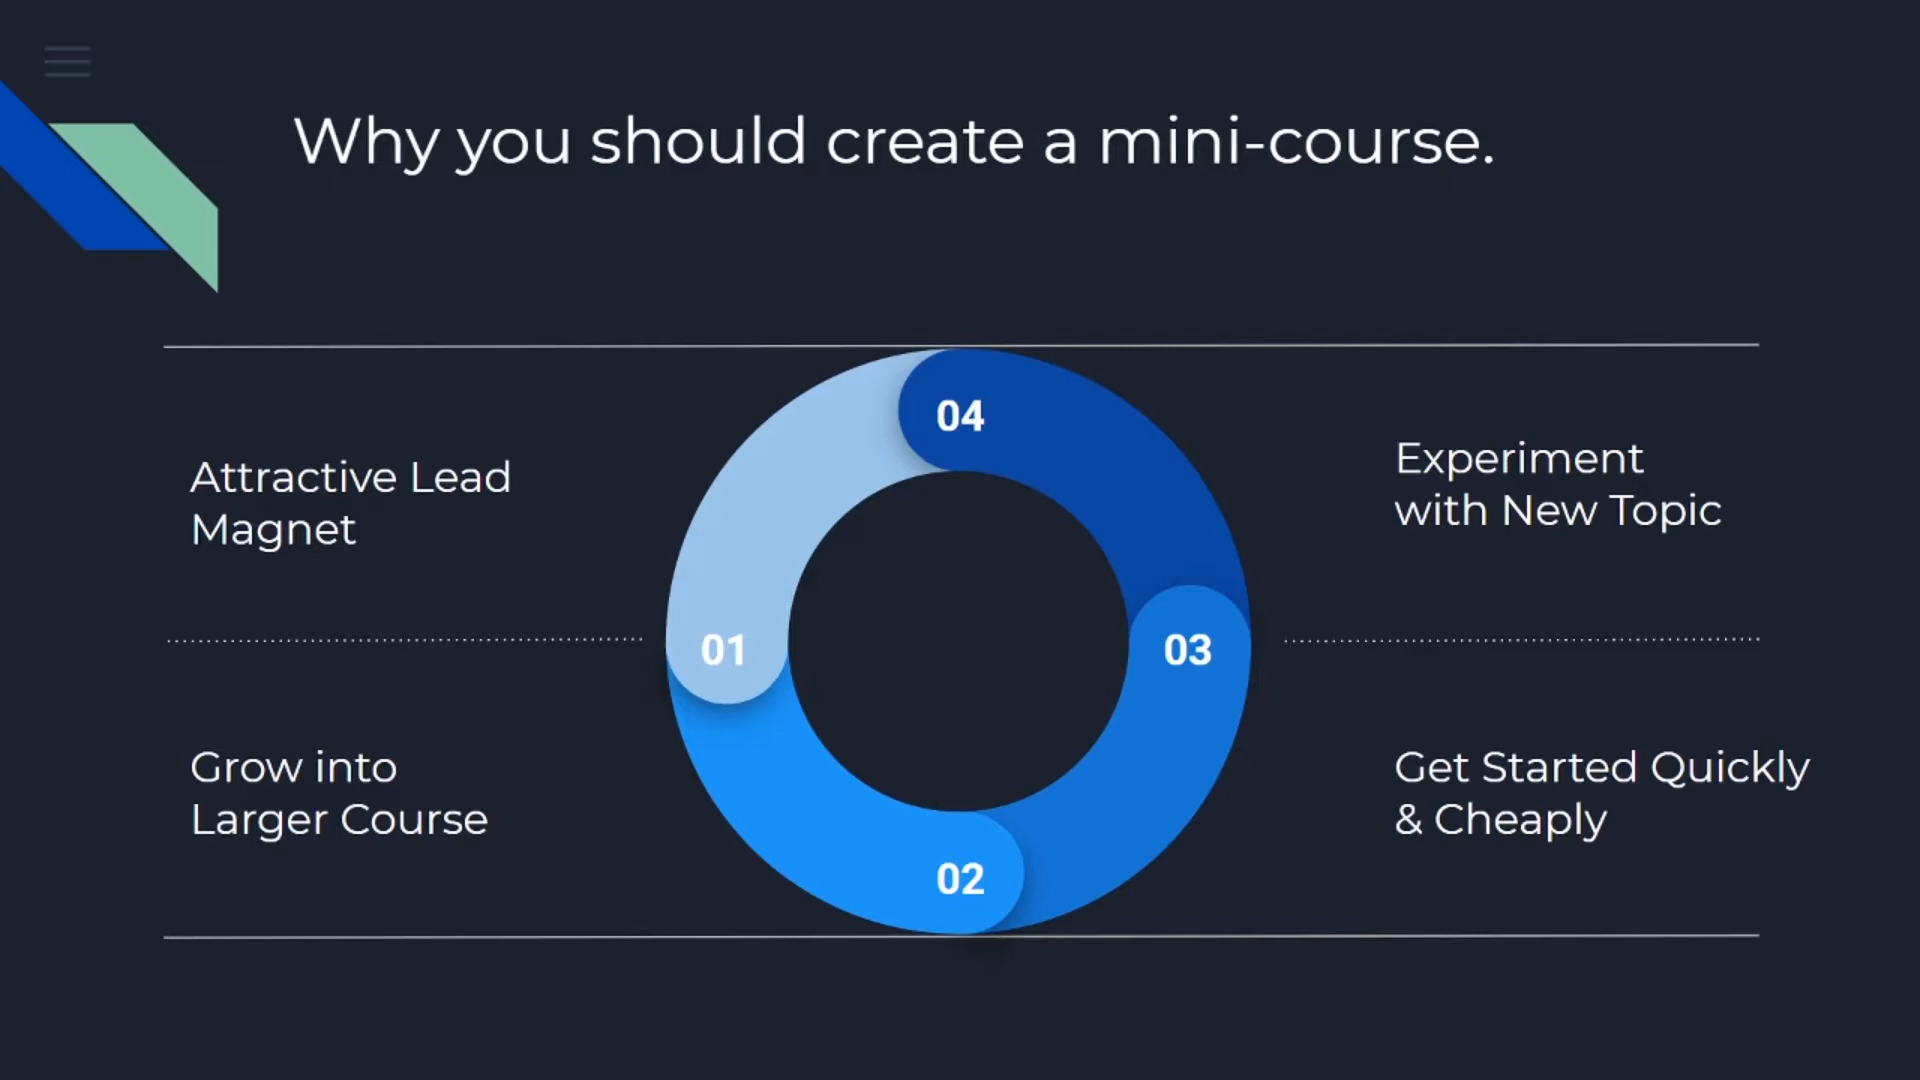 Why you should create a mini-course.
Attractive Lead
Magnet
Grow into
Larger Course
01
02
03
04
Experiment
with New Topic
Get Started Quickly
& Cheaply